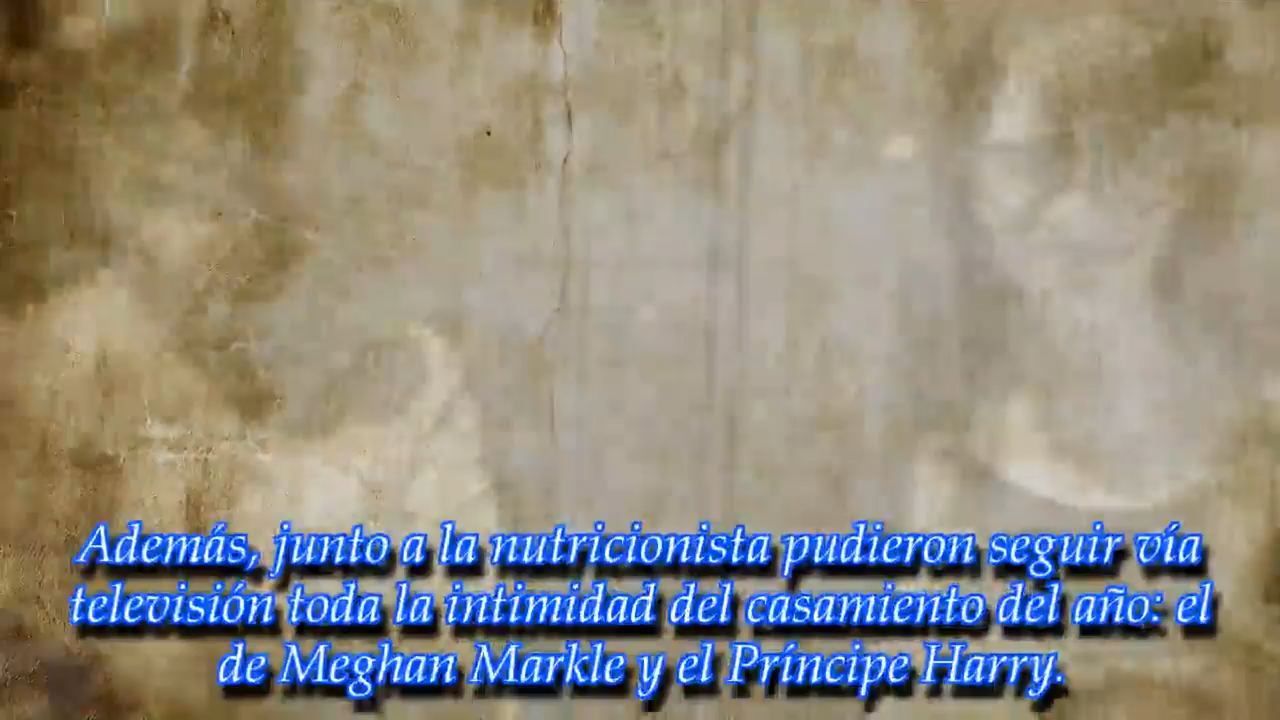 Además, junto a la nutricionista pudieron seguir vía
televisión toda la intimidad del casamiento del año: el
de Meghan Markle y el Príncipe Harry.